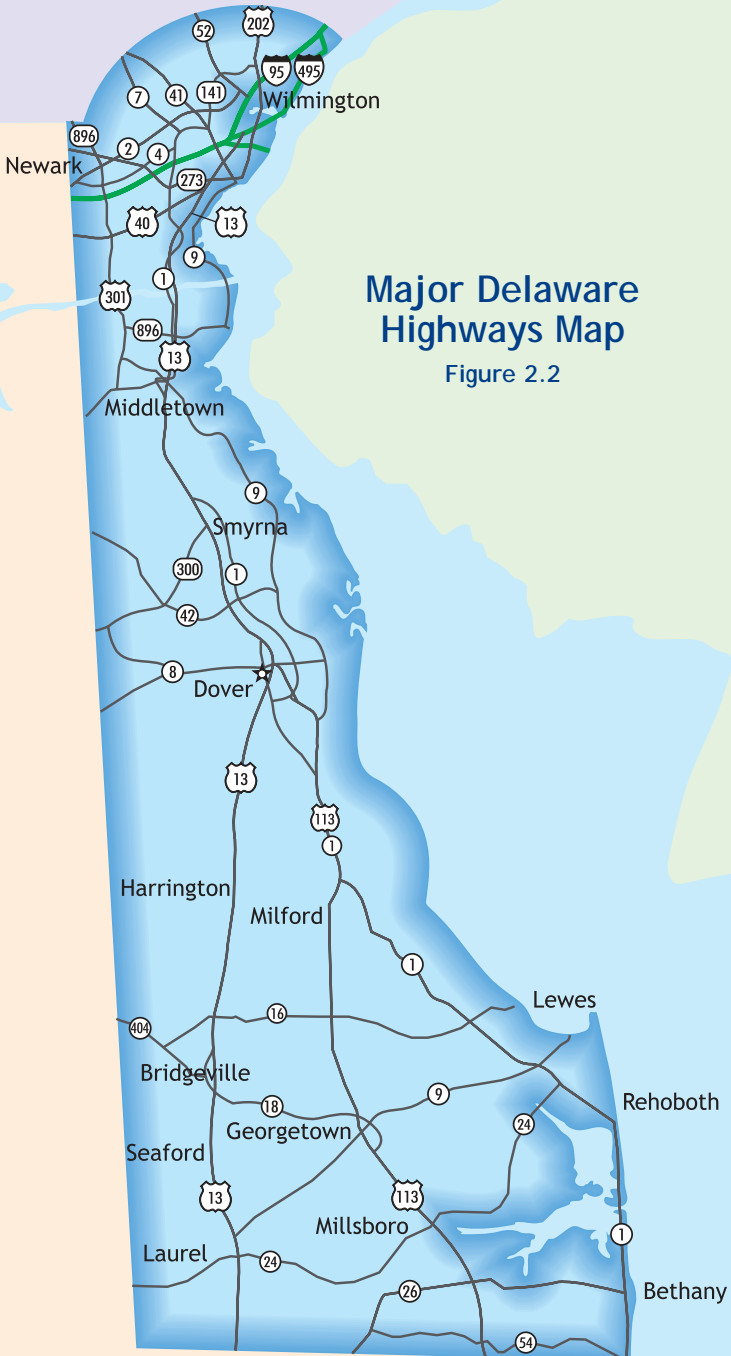 202
52
95
495
7
41
141
Wilmington
896
2
4
Newark
273
40
13
9
1
Major Delaware
Highways Map
Figure 2.2
301
896
13
Middletown
9
Smyrna
300
1
42
8
Dover
13
113
1
Harrington
Milford
1
Lewes
16
404
Bridgeville
9
Rehoboth
18
24
Georgetown
Seaford
13
113
Millsboro
1
Laurel
24
26
Bethany
54